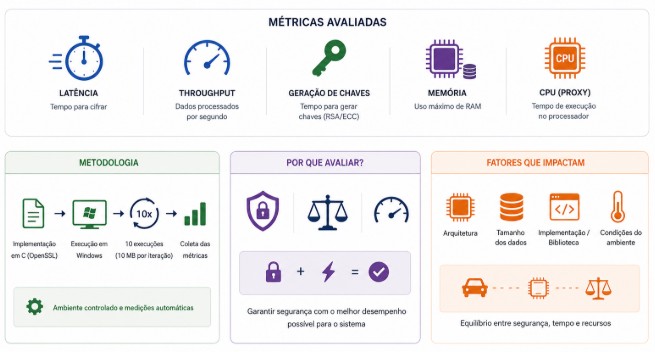 MÉTRICAS AVALIADAS
LATÊNCIA
Tempo para cifrar
THROUGHPUT
Dados processados
por segundo
GERAÇÃO DE CHAVES
Tempo para gerar
chaves (RSA/ECC)
MEMÓRIA
Uso máximo de RAM
CPU
CPU (PROXY)
Tempo de execução
no processador
METODOLOGIA
10x
Implementação
em C (OpenSSL)
Execução em
Windows
10 execuções
(10 MB por iteração)
Coleta das
métricas
Ambiente controlado e medições automáticas
POR QUE AVALIAR?
+
=
Garantir segurança com o melhor desempenho
possível para o sistema
FATORES QUE IMPACTAM
</>
Arquitetura
Tamanho
dos dados
Implementação /
Biblioteca
Condições do
ambiente
Equilíbrio entre segurança, tempo e recursos